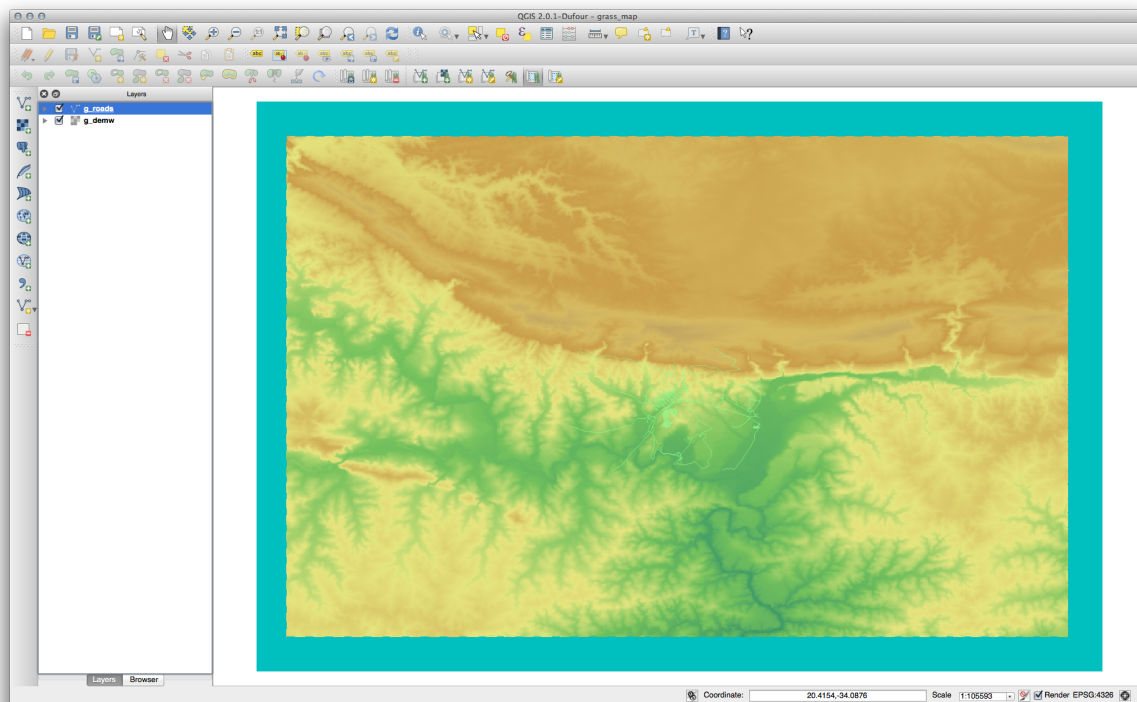 QGIS 2.0.1-Dufour - grass_map
Layers
g_roads
g_demw
Layers
Browser
Coordinate:
20.4154,-34.0876
Scale
1:105593
Render
EPSG:4326